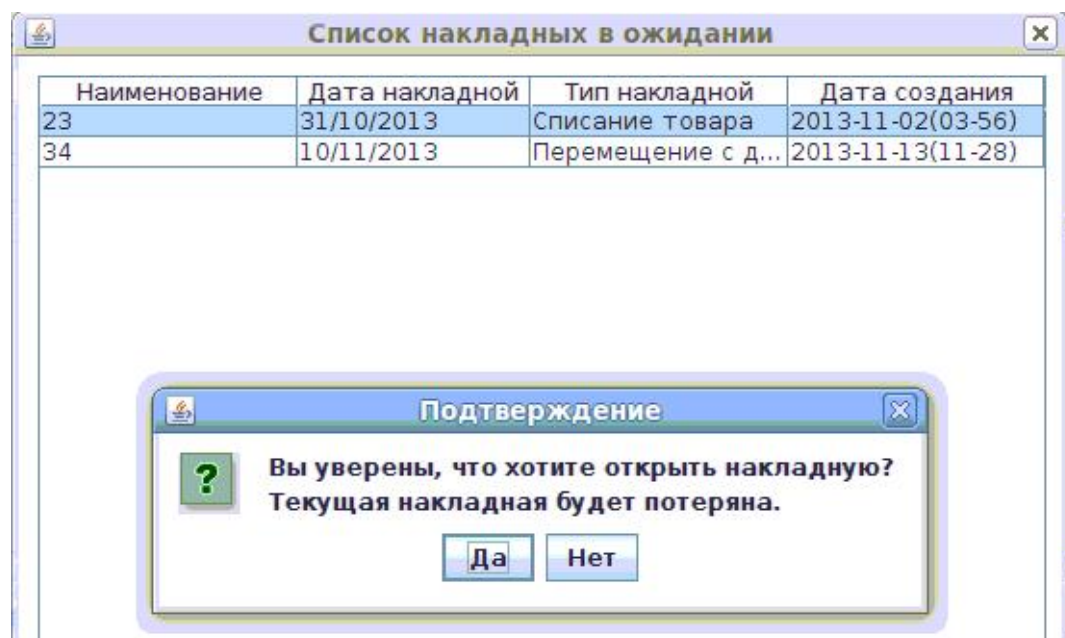 Список накладных в ожидании
Наименование Дата накладной Тип накладной Дата создания
23 31/10/2013 Списание товара 2013-11-02(03-56)
34 10/11/2013 Перемещение с д... 2013-11-13(11-28)
Подтверждение
Вы уверены, что хотите открыть накладную?
Текущая накладная будет потеряна.
Да Нет